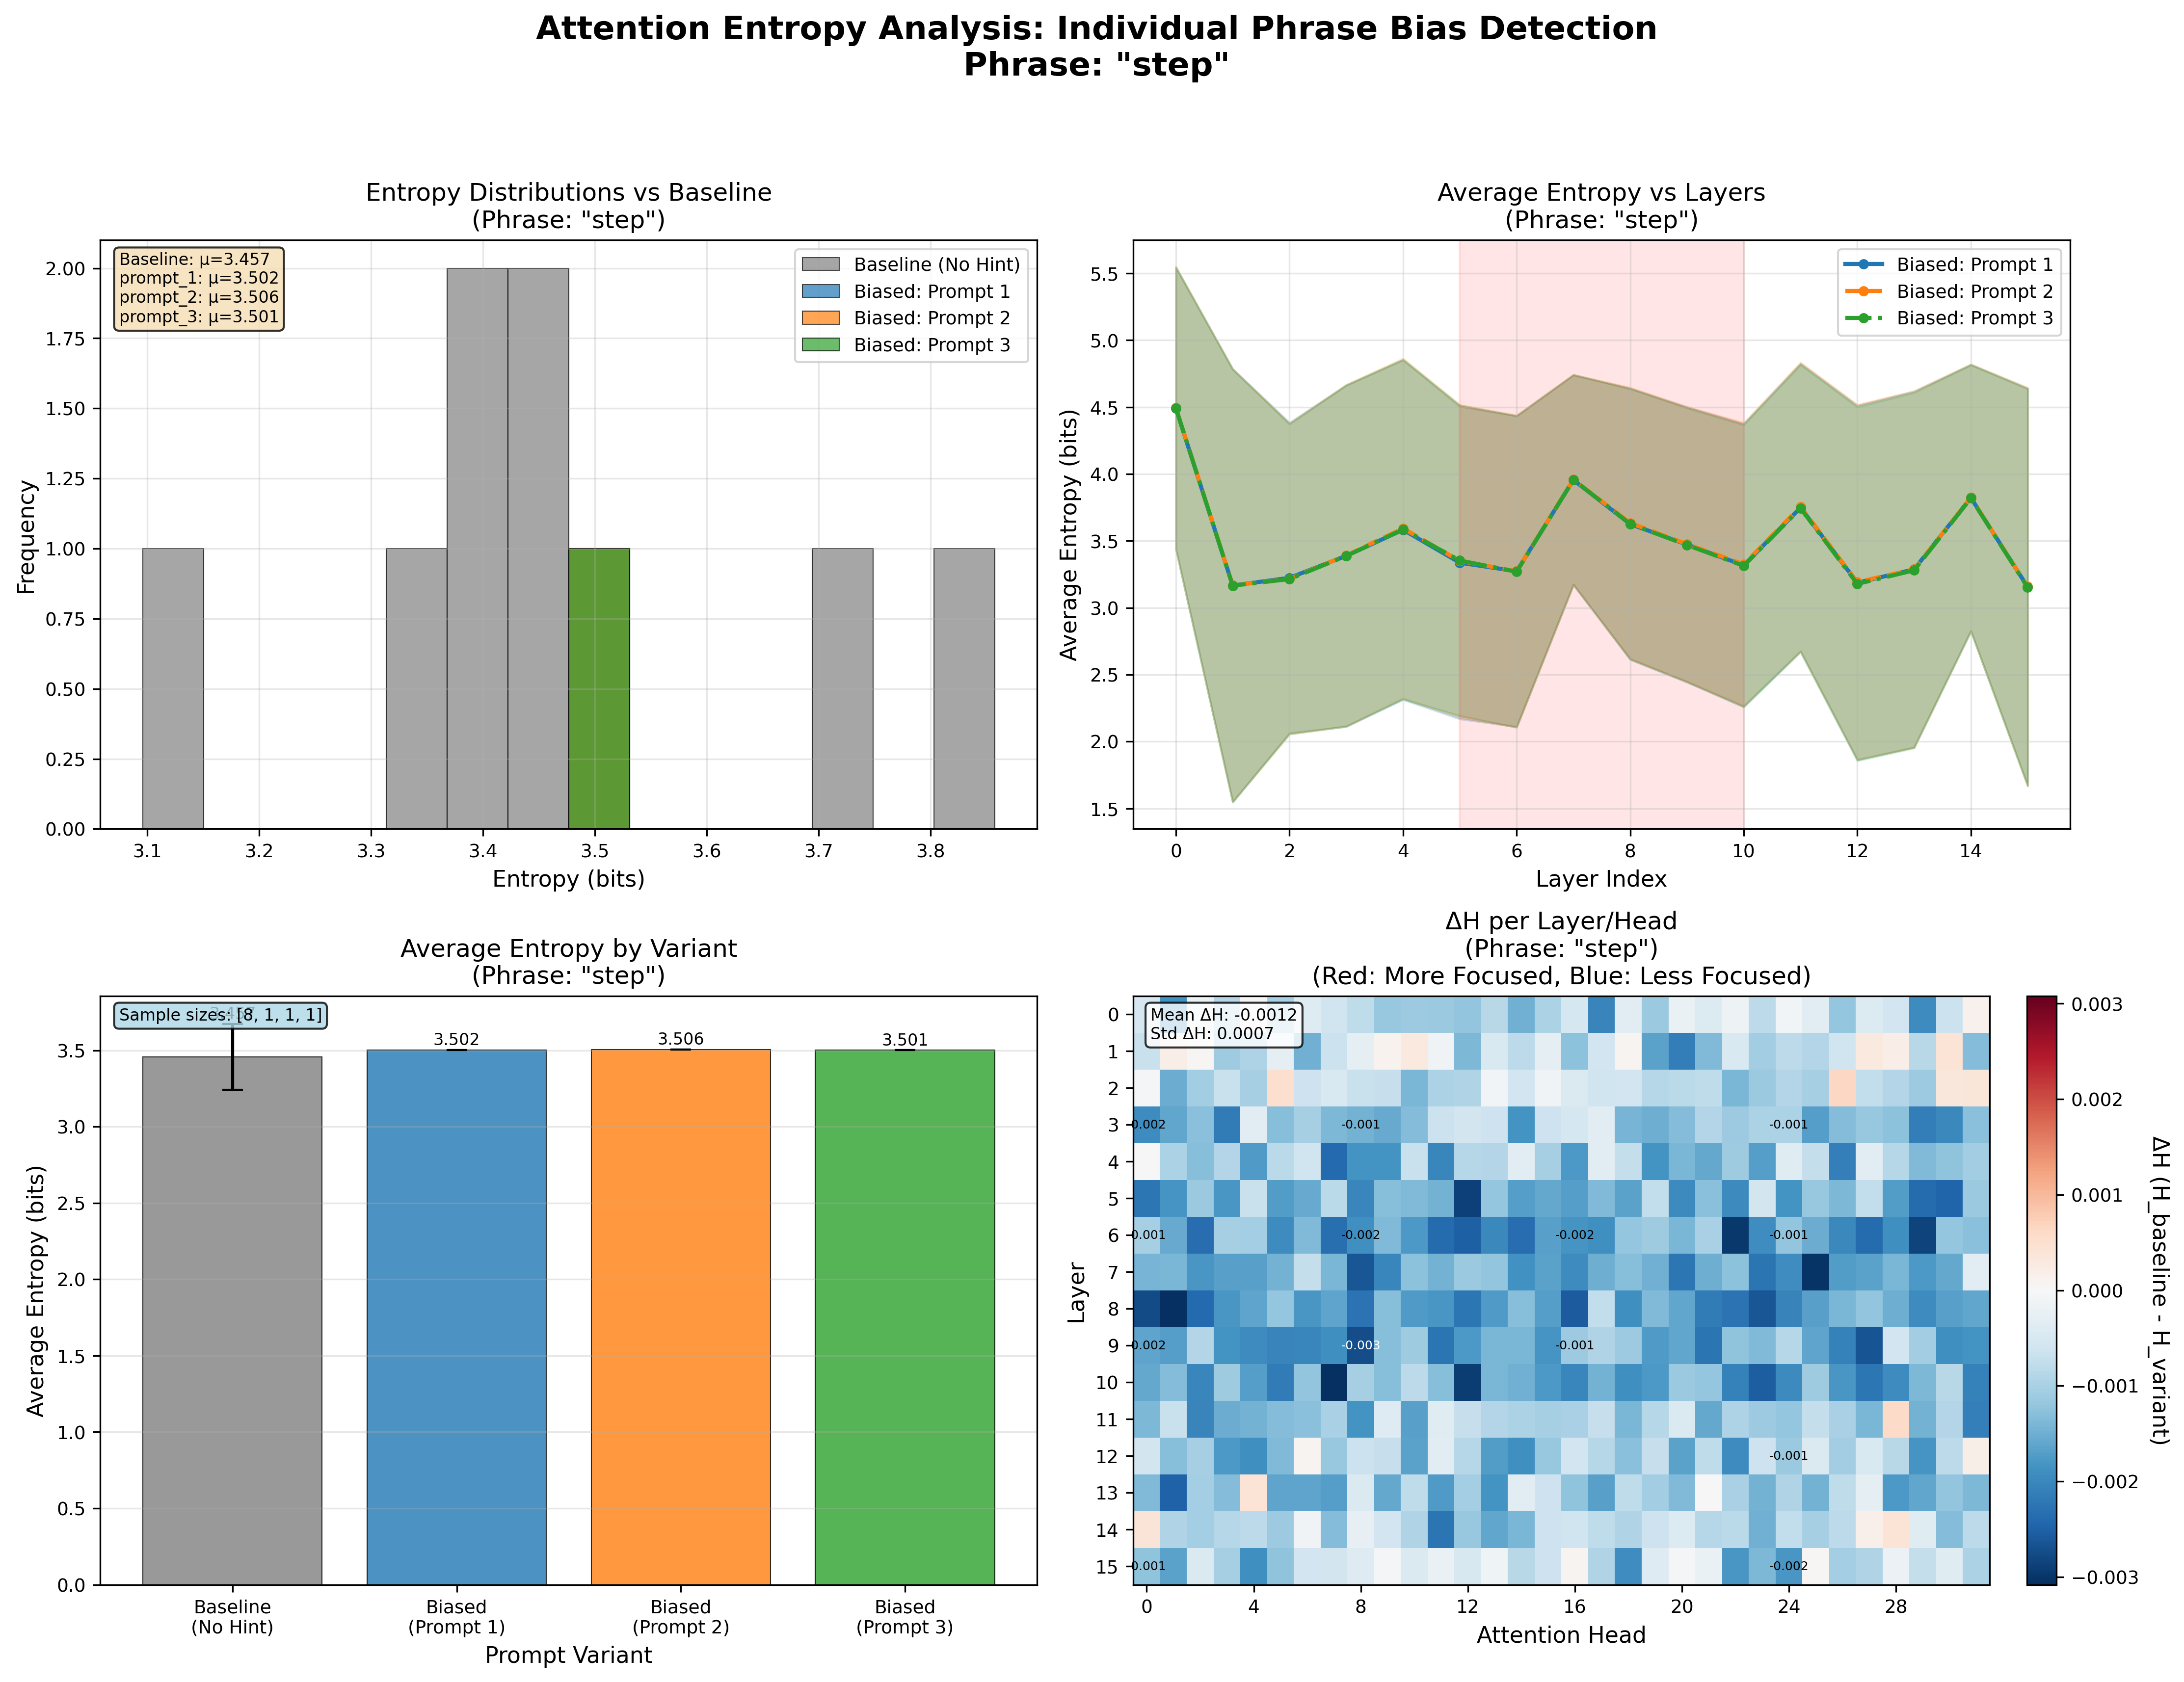 Attention Entropy Analysis: Individual Phrase Bias Detection
Phrase: "step"
Entropy Distributions vs Baseline
(Phrase: "step")
Baseline: μ=3.457
prompt_1: μ=3.502
prompt_2: μ=3.506
prompt_3: μ=3.501
Baseline (No Hint)
Biased: Prompt 1
Biased: Prompt 2
Biased: Prompt 3
Frequency
2.00
1.75
1.50
1.25
1.00
0.75
0.50
0.25
0.00
3.1 3.2 3.3 3.4 3.5 3.6 3.7 3.8
Entropy (bits)
Average Entropy vs Layers
(Phrase: "step")
Biased: Prompt 1
Biased: Prompt 2
Biased: Prompt 3
Average Entropy (bits)
5.5
5.0
4.5
4.0
3.5
3.0
2.5
2.0
1.5
0 2 4 6 8 10 12 14
Layer Index
Average Entropy by Variant
(Phrase: "step")
Sample sizes: [8, 1, 1, 1]
3.502 3.506 3.501
Average Entropy (bits)
3.5
3.0
2.5
2.0
1.5
1.0
0.5
0.0
Baseline
(No Hint)
Biased
(Prompt 1)
Biased
(Prompt 2)
Biased
(Prompt 3)
Prompt Variant
ΔH per Layer/Head
(Phrase: "step")
(Red: More Focused, Blue: Less Focused)
Mean ΔH: -0.0012
Std ΔH: 0.0007
Layer
0
1
2
3
4
5
6
7
8
9
10
11
12
13
14
15
0.002 -0.001 -0.001
0.001 -0.002 -0.002 -0.001
0.002 -0.003 -0.001
-0.001
0.001 -0.002
0 4 8 12 16 20 24 28
Attention Head
0.003
0.002
0.001
0.000
−0.001
−0.002
−0.003
ΔH (H_baseline - H_variant)